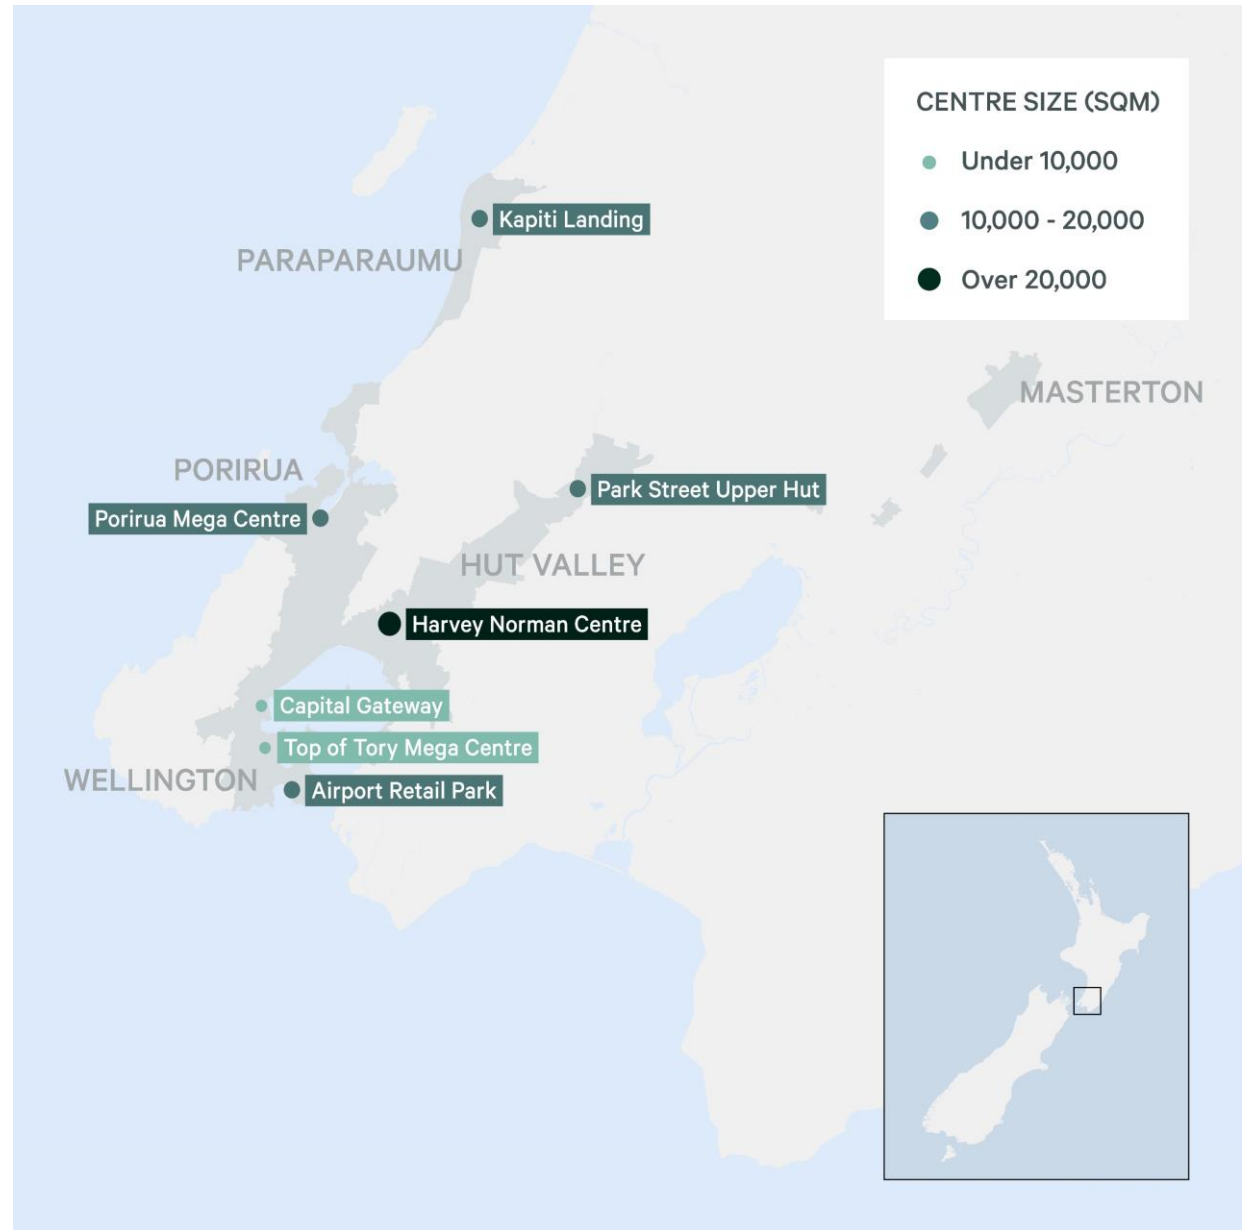 CENTRE SIZE (SQM)
Under 10,000
10,000 - 20,000
Over 20,000
Kapiti Landing
PARAPARAUMU
MASTERTON
PORIRUA
Park Street Upper Hut
Porirua Mega Centre
HUT VALLEY
Harvey Norman Centre
Capital Gateway
Top of Tory Mega Centre
WELLINGTON
Airport Retail Park